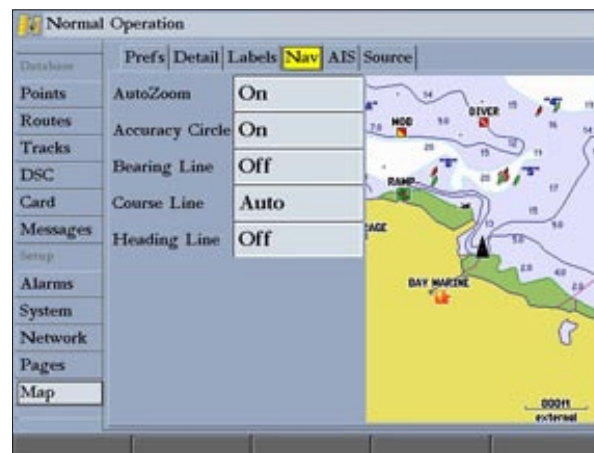 Normal Operation
Prefs Detail Labels Nav AIS Source
Database
Points
Routes
Tracks
DSC
Card
Messages
Setup
Alarms
System
Network
Pages
Map
AutoZoom On
Accuracy Circle On
Bearing Line Off
Course Line Auto
Heading Line Off
DIVER
MOB
RAMP
BAY MARINE
external